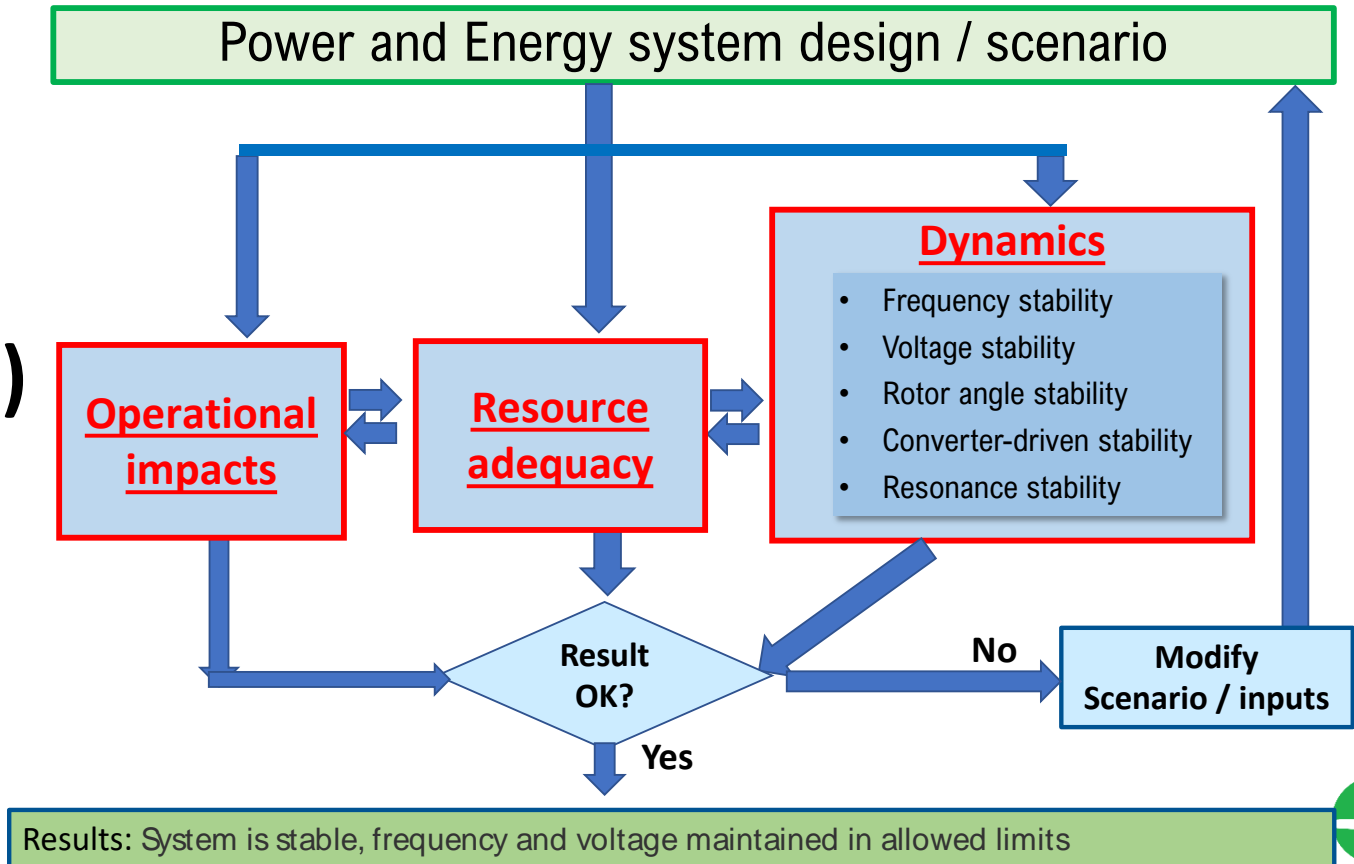 Power and Energy system design / scenario
)
Operational
impacts
Resource
adequacy
Dynamics
• Frequency stability
• Voltage stability
• Rotor angle stability
• Converter-driven stability
• Resonance stability
Result
OK?
No
Modify
Scenario / inputs
Yes
Results: System is stable, frequency and voltage maintained in allowed limits